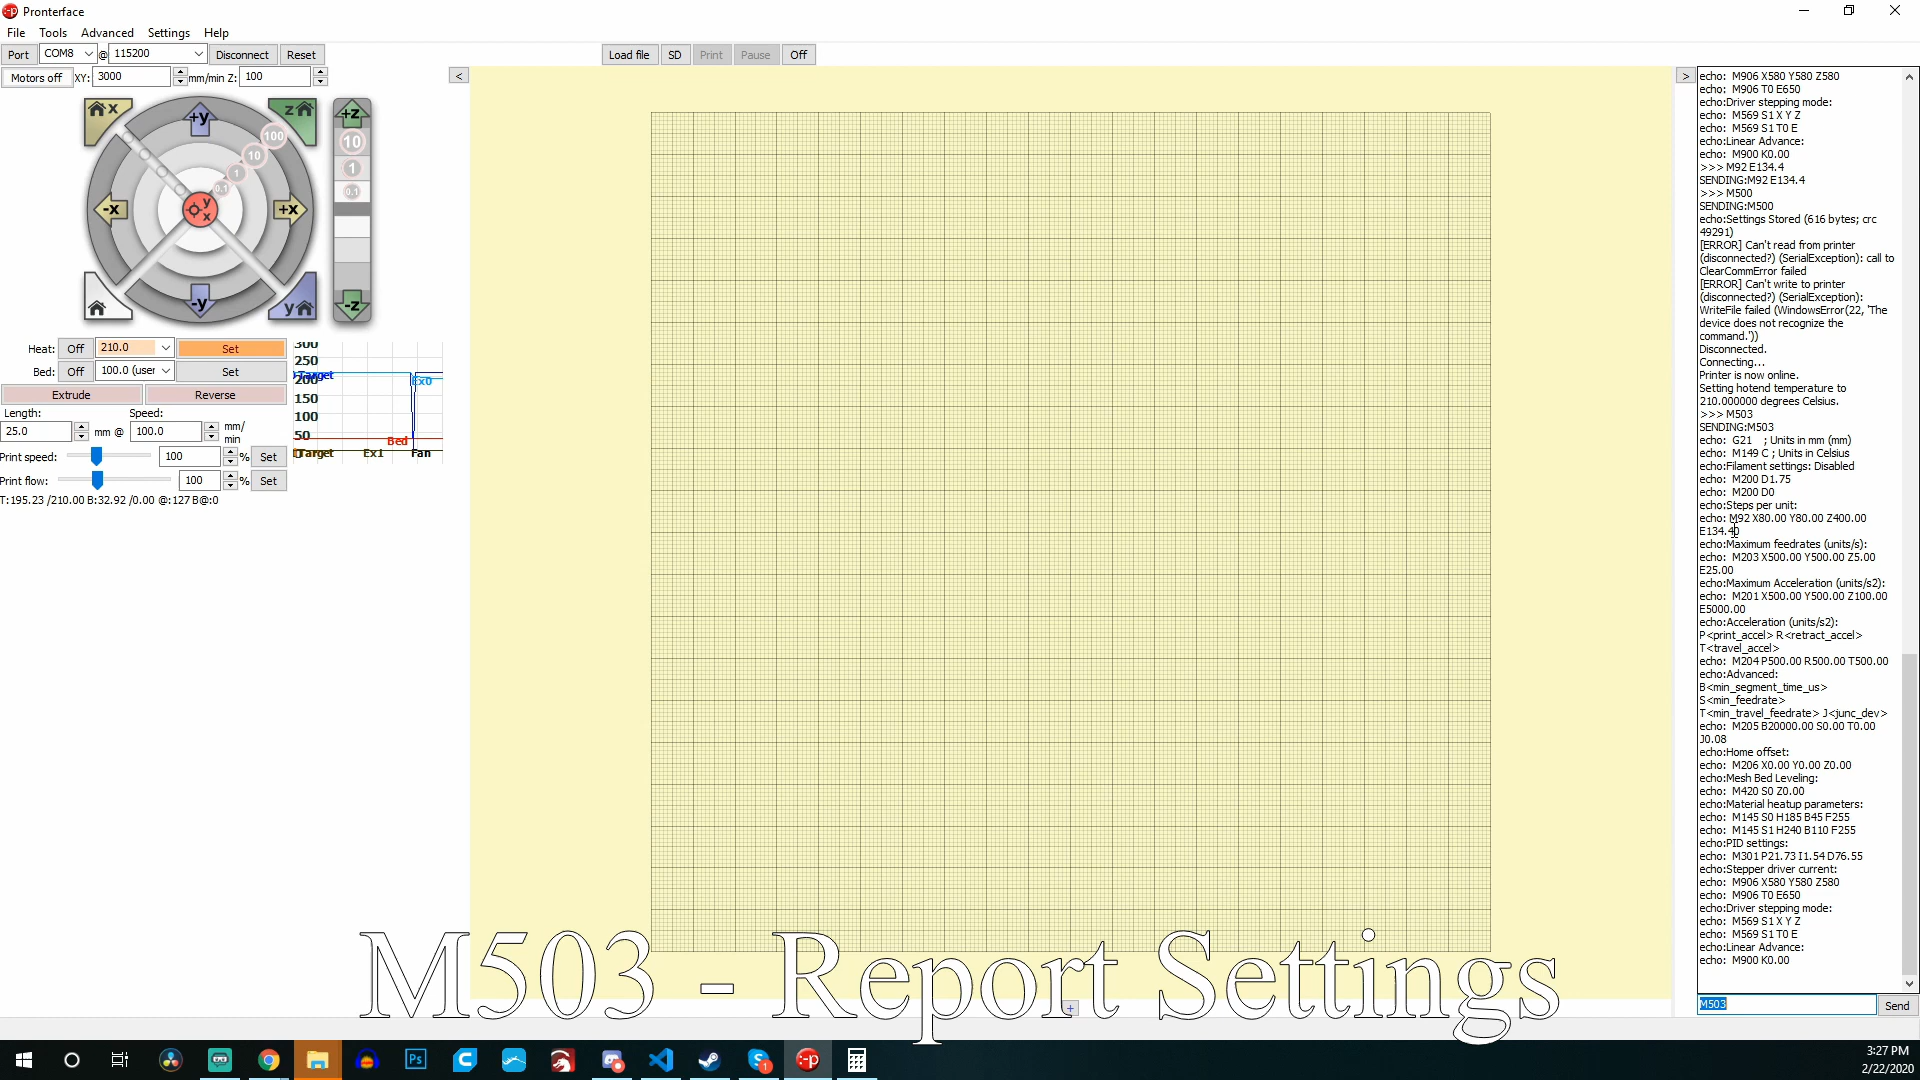 Pronterface
File Tools Advanced Settings Help
Port COM8 @ 115200 Disconnect Reset Load file SD Print Pause Off
Motors off XY: 3000 mm/min Z: 100
< >
x +y z +z
100 10
10 1
1 0.1
0.1
-x y x +x
-y y -z
Heat: Off 210.0 Set
Bed: Off 100.0 (user Set
Extrude Reverse
Length: Speed:
25.0 mm @ 100.0 mm/
min
Print speed: 100 % Set
Print flow: 100 % Set
T:195.23 /210.00 B:32.92 /0.00 @:127 B@:0
300
250
Target
200 Ex0
150
100
50 Bed
Target Ex1 Fan
echo:  M906 X580 Y580 Z580
echo:  M906 T0 E650
echo:Driver stepping mode:
echo:  M569 S1 X Y Z
echo:  M569 S1 T0 E
echo:Linear Advance:
echo:  M900 K0.00
>>> M92 E134.4
SENDING:M92 E134.4
>>> M500
SENDING:M500
echo:Settings Stored (616 bytes; crc
49291)
[ERROR] Can't read from printer
(disconnected?) (SerialException): call to
ClearCommError failed
[ERROR] Can't write to printer
(disconnected?) (SerialException):
WriteFile failed (WindowsError(22, 'The
device does not recognize the
command.'))
Disconnected.
Connecting...
Printer is now online.
Setting hotend temperature to
210.000000 degrees Celsius.
>>> M503
SENDING:M503
echo:  G21    ; Units in mm (mm)
echo:  M149 C ; Units in Celsius
echo:Filament settings: Disabled
echo:  M200 D1.75
echo:  M200 D0
echo:Steps per unit:
echo: M92 X80.00 Y80.00 Z400.00
E134.40
echo:Maximum feedrates (units/s):
echo:  M203 X500.00 Y500.00 Z5.00
E25.00
echo:Maximum Acceleration (units/s2):
echo:  M201 X500.00 Y500.00 Z100.00
E5000.00
echo:Acceleration (units/s2):
P<print_accel> R<retract_accel>
T<travel_accel>
echo:  M204 P500.00 R500.00 T500.00
echo:Advanced:
B<min_segment_time_us>
S<min_feedrate>
T<min_travel_feedrate> J<junc_dev>
echo:  M205 B20000.00 S0.00 T0.00
J0.08
echo:Home offset:
echo:  M206 X0.00 Y0.00 Z0.00
echo:Mesh Bed Leveling:
echo:  M420 S0 Z0.00
echo:Material heatup parameters:
echo:  M145 S0 H185 B45 F255
echo:  M145 S1 H240 B110 F255
echo:PID settings:
echo:  M301 P21.73 I1.54 D76.55
echo:Stepper driver current:
echo:  M906 X580 Y580 Z580
echo:  M906 T0 E650
echo:Driver stepping mode:
echo:  M569 S1 X Y Z
echo:  M569 S1 T0 E
echo:Linear Advance:
echo:  M900 K0.00
M503 Send
M503 - Report Settings
+
Ps 1 :-p
3:27 PM
2/22/2020